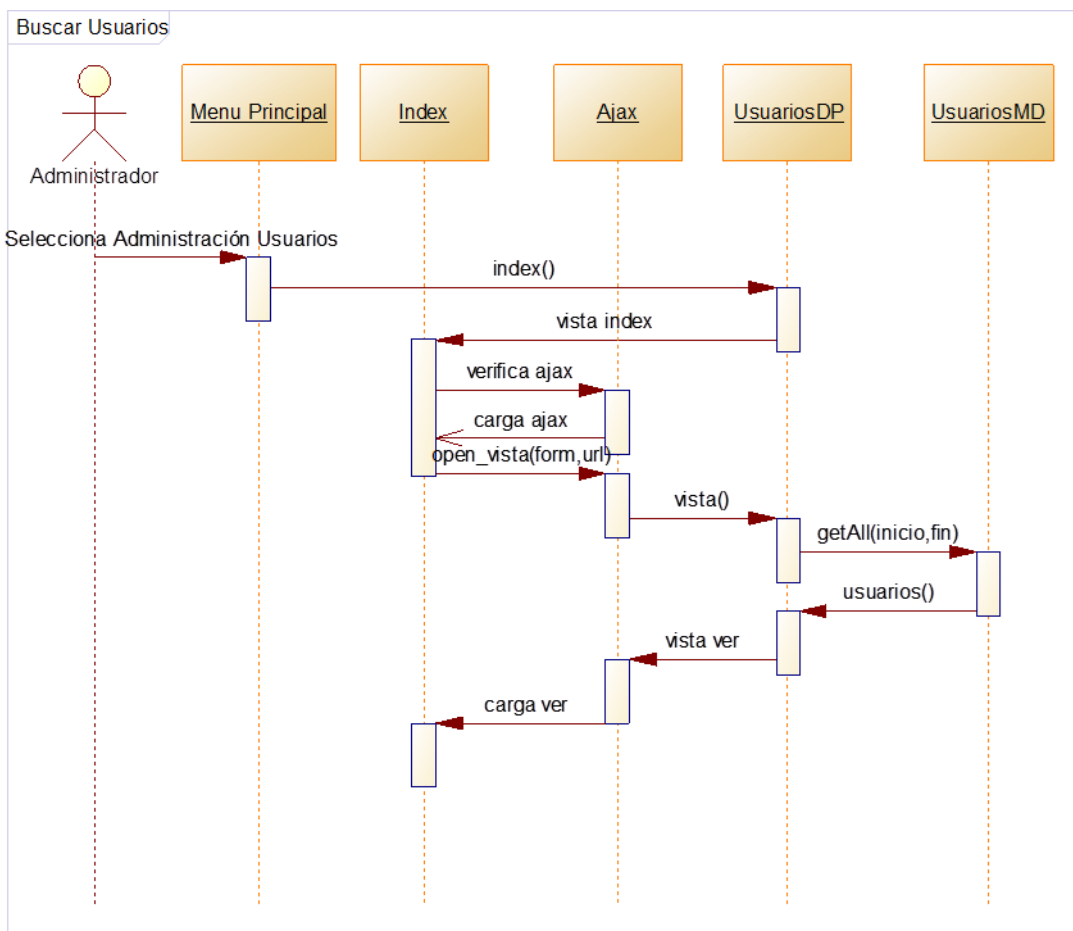 Buscar Usuarios
Menu Principal
Index
Ajax
UsuariosDP
UsuariosMD
Administrador
Selecciona Administración Usuarios
index()
vista index
verifica ajax
carga ajax
open_vista(form,url)
vista()
getAll(inicio,fin)
usuarios()
vista ver
carga ver